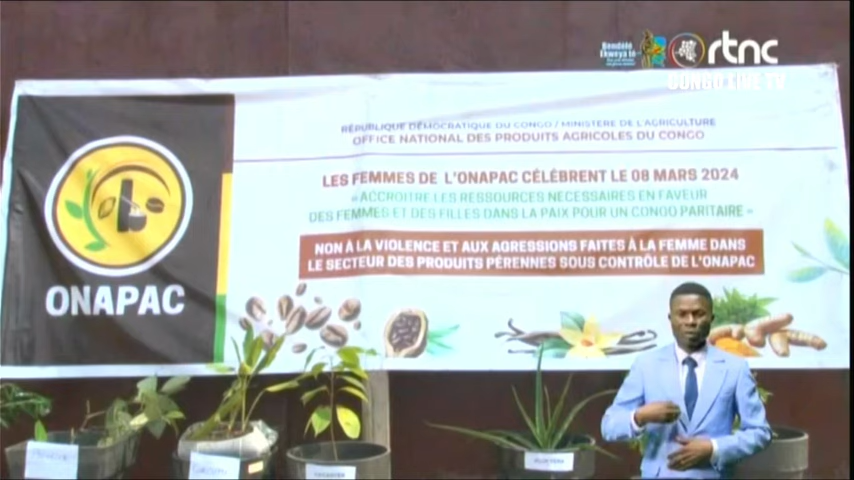 Bendele
Ekweya te
rtnc
CONGO LIVE TV
RÉPUBLIQUE DÉMOCRATIQUE DU CONGO / MINISTÈRE DE L'AGRICULTURE
OFFICE NATIONAL DES PRODUITS AGRICOLES DU CONGO
LES FEMMES DE L'ONAPAC CÉLÈBRENT LE 08 MARS 2024
« ACCROITRE LES RESSOURCES NECESSAIRES EN FAVEUR
DES FEMMES ET DES FILLES DANS LA PAIX POUR UN CONGO PARITAIRE »
NON À LA VIOLENCE ET AUX AGRESSIONS FAITES À LA FEMME DANS
LE SECTEUR DES PRODUITS PÉRENNES SOUS CONTRÔLE DE L'ONAPAC
ONAPAC
ALOE VERA